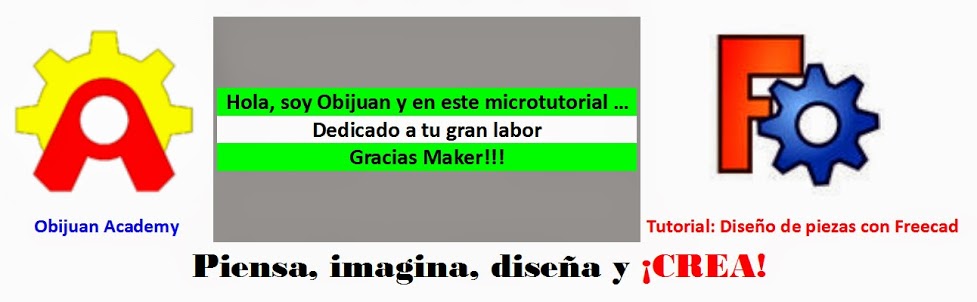 Hola, soy Obijuan y en este microtutorial ...
Dedicado a tu gran labor
Gracias Maker!!!
Obijuan Academy
Tutorial: Diseño de piezas con Freecad
Piensa, imagina, diseña y ¡CREA!